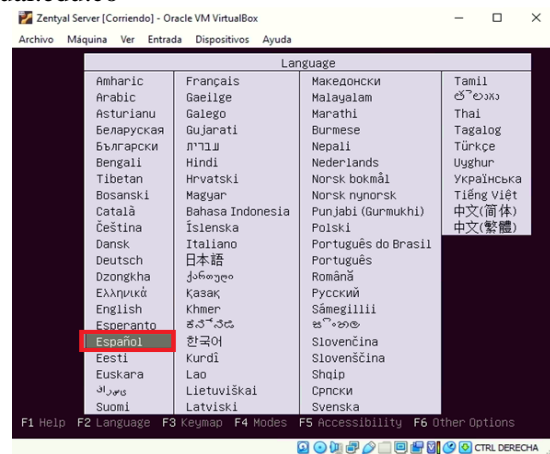 Zentyal Server [Corriendo] - Oracle VM VirtualBox
Archivo Máquina Ver Entrada Dispositivos Ayuda
Language
Amharic
Arabic
Asturianu
Беларуская
Български
Bengali
Tibetan
Bosanski
Català
Čeština
Dansk
Deutsch
Dzongkha
Ελληνικά
English
Esperanto
Español
Eesti
Euskara
Suomi
Français
Gaeilge
Galego
Gujarati
עברית
Hindi
Hrvatski
Magyar
Bahasa Indonesia
Íslenska
Italiano
日本語
ქართული
Қазақ
Khmer
ಕನ್ನಡ
한국어
Kurdî
Lao
Lietuviškai
Latviski
Македонски
Malayalam
Marathi
Burmese
Nepali
Nederlands
Norsk bokmål
Norsk nynorsk
Punjabi (Gurmukhi)
Polski
Português do Brasil
Português
Română
Русский
Sámegillii
සිංහල
Slovenčina
Slovenščina
Shqip
Српски
Svenska
Tamil
తెలుగు
Thai
Tagalog
Türkçe
Uyghur
Українська
Tiếng Việt
中文(简体)
中文(繁體)
F1 Help F2 Language F3 Keymap F4 Modes F5 Accessibility F6 Other Options
CTRL DERECHA